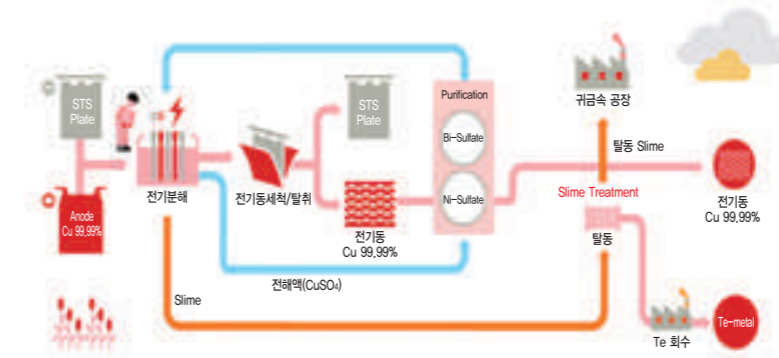 STS
Plate
Anode
Cu 99.99%
전기분해
전기동세척/탈취
STS
Plate
전기동
Cu 99.99%
Purification
Bi-Sulfate
Ni-Sulfate
전해액(CuSO₄)
Slime
귀금속 공장
탈동 Slime
Slime Treatment
탈동
전기동
Cu 99.99%
Te 회수
Te-metal